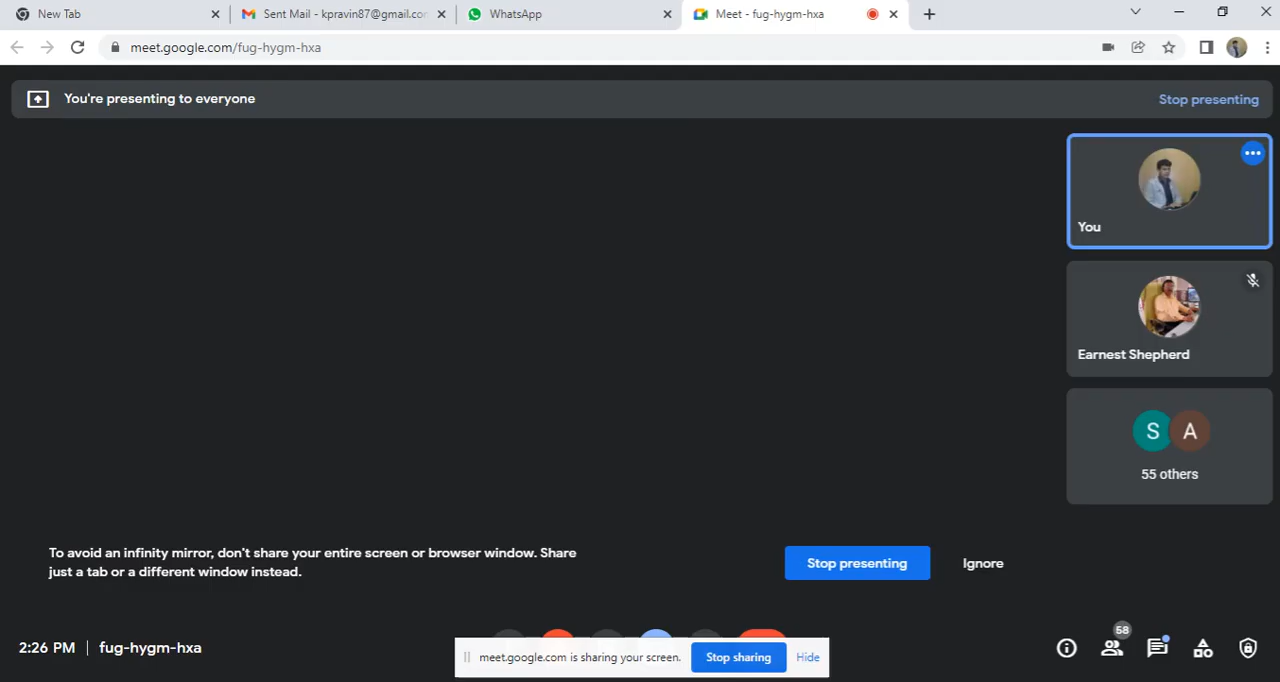 New Tab
Sent Mail - kpravin87@gmail.con
WhatsApp
Meet - fug-hygm-hxa
meet.google.com/fug-hygm-hxa
You're presenting to everyone
Stop presenting
You
Earnest Shepherd
S A
55 others
To avoid an infinity mirror, don't share your entire screen or browser window. Share
just a tab or a different window instead.
Stop presenting
Ignore
2:26 PM | fug-hygm-hxa
meet.google.com is sharing your screen.
Stop sharing
Hide
58